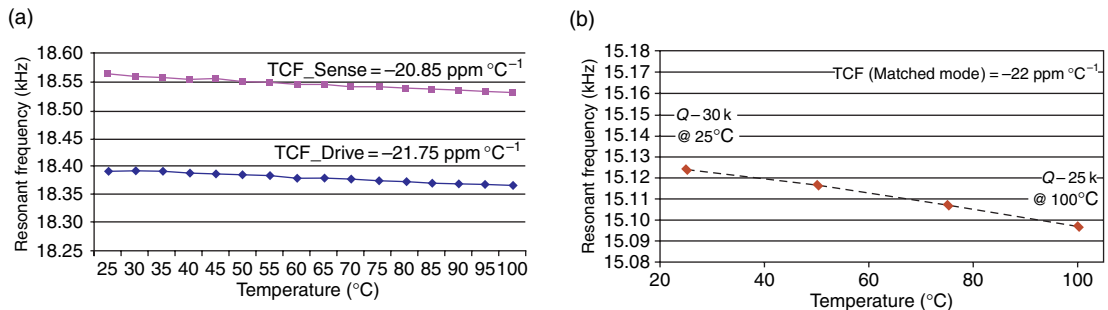 (a)
Resonant frequency (kHz)
18.60
18.55
18.50
18.45
18.40
18.35
18.30
18.25
TCF_Sense = –20.85 ppm °C⁻¹
TCF_Drive = –21.75 ppm °C⁻¹
25 30 35 40 45 50 55 60 65 70 75 80 85 90 95 100
Temperature (°C)
(b)
Resonant frequency (kHz)
15.18
15.17
15.16
15.15
15.14
15.13
15.12
15.10
15.09
15.08
TCF (Matched mode) = –22 ppm °C⁻¹
Q – 30 k
@ 25°C
Q – 25 k
@ 100°C
20 40 60 80 100
Temperature (°C)